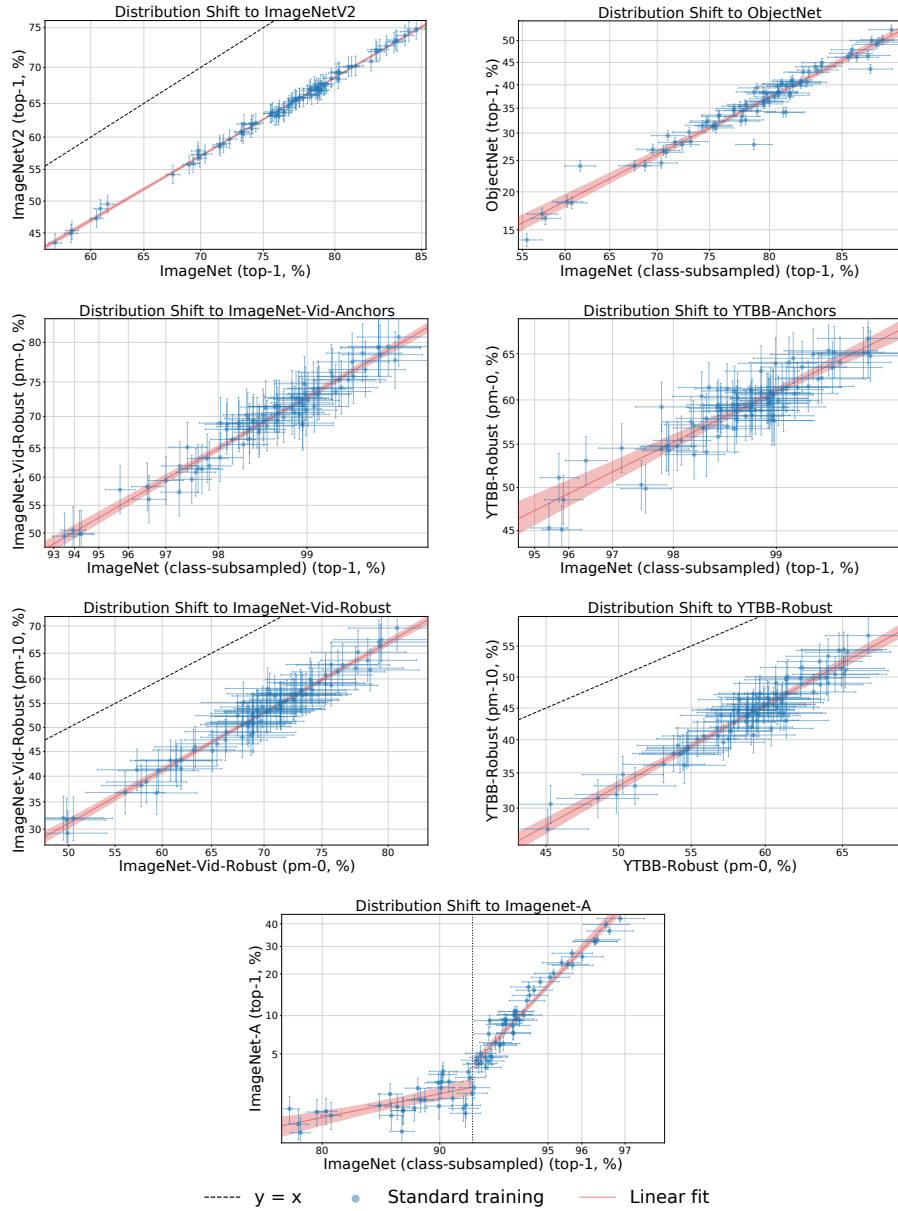 Distribution Shift to ImageNetV2
ImageNetV2 (top-1, %)
75
70
65
60
55
50
45
60 65 70 75 80 85
ImageNet (top-1, %)
Distribution Shift to ObjectNet
ObjectNet (top-1, %)
50
45
40
35
30
25
20
15
55 60 65 70 75 80 85
ImageNet (class-subsampled) (top-1, %)
Distribution Shift to ImageNet-Vid-Anchors
ImageNet-Vid-Robust (pm-0, %)
80
75
70
65
60
55
50
93 94 95 96 97 98 99
ImageNet (class-subsampled) (top-1, %)
Distribution Shift to YTBB-Anchors
YTBB-Robust (pm-0, %)
65
60
55
50
45
95 96 97 98 99
ImageNet (class-subsampled) (top-1, %)
Distribution Shift to ImageNet-Vid-Robust
ImageNet-Vid-Robust (pm-10, %)
70
65
60
55
50
45
40
35
30
50 55 60 65 70 75 80
ImageNet-Vid-Robust (pm-0, %)
Distribution Shift to YTBB-Robust
YTBB-Robust (pm-10, %)
55
50
45
40
35
30
45 50 55 60 65
YTBB-Robust (pm-0, %)
Distribution Shift to Imagenet-A
ImageNet-A (top-1, %)
40
30
20
10
5
80 90 95 96 97
ImageNet (class-subsampled) (top-1, %)
y = x Standard training Linear fit